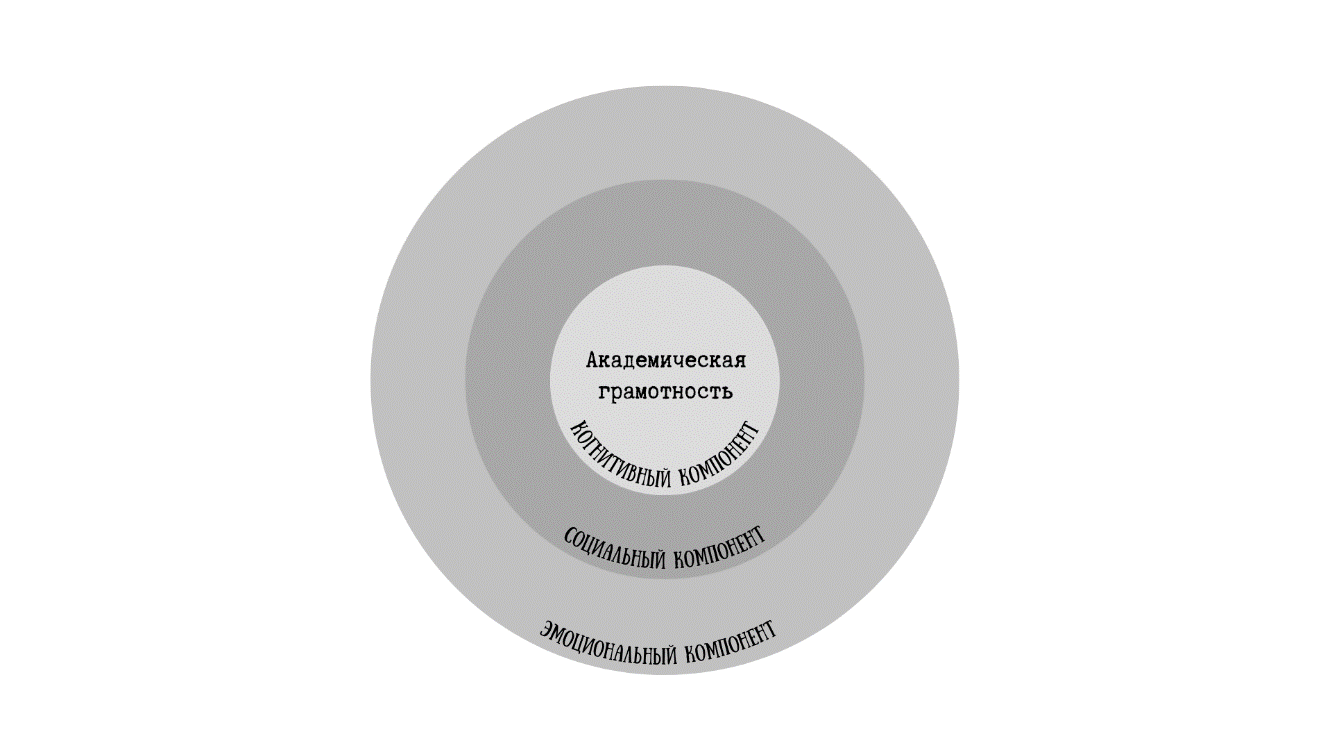 Академическая
грамотность
КОГНИТИВНЫЙ КОМПОНЕНТ
СОЦИАЛЬНЫЙ КОМПОНЕНТ
ЭМОЦИОНАЛЬНЫЙ КОМПОНЕНТ